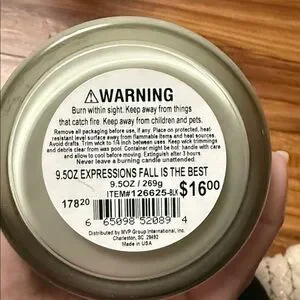 ⚠WARNING
Burn within sight. Keep away from things
that catch fire. Keep away from children and pets.
Remove all packaging before use, if any. Place on protected, heat
resistant level surface away from flammable items and heat sources.
Avoid drafts. Trim wick to 1/4 inch between uses. Keep wick trimmings
and debris clear from wax pool. Container might be hot: handle with care
and allow to cool before moving. Extinguish after 3 hours.
Never leave a burning candle unattended.
9.5OZ EXPRESSIONS FALL IS THE BEST
9.5OZ / 269g
ITEM#126625-BLK $16.00
17820
6 65098 52089 4
Distributed by MVP Group International, Inc.
Charleston, SC 29492
Made in USA